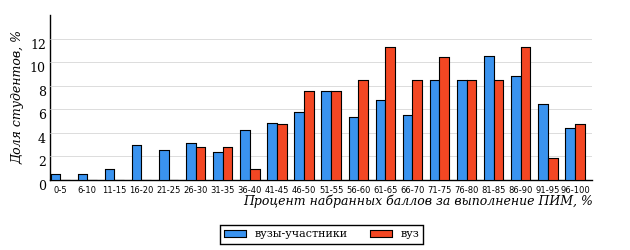 Доля студентов, %
12
10
8
6
4
2
0
0-5 6-10 11-15 16-20 21-25 26-30 31-35 36-40 41-45 46-50 51-55 56-60 61-65 66-70 71-75 76-80 81-85 86-90 91-95 96-100
Процент набранных баллов за выполнение ПИМ, %
вузы-участники вуз